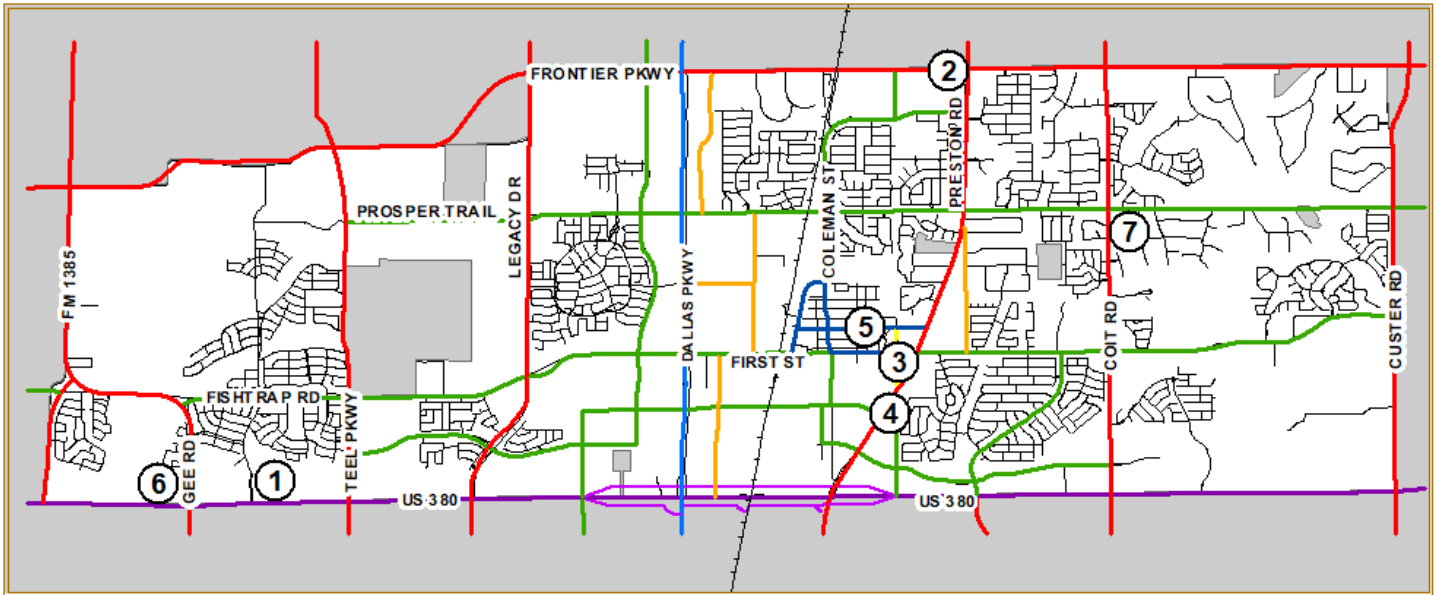 FRONTIER PKWY
2
PRESTON RD
COLEMAN ST
PROSPER TRAIL
LEGACY DR
7
FM 1385
DALLAS PKWY
COIT RD
CUSTER RD
5
FIRST ST
3
FISHTRAP RD
TEEL PKWY
4
GEE RD
6
1
US 380
US 380